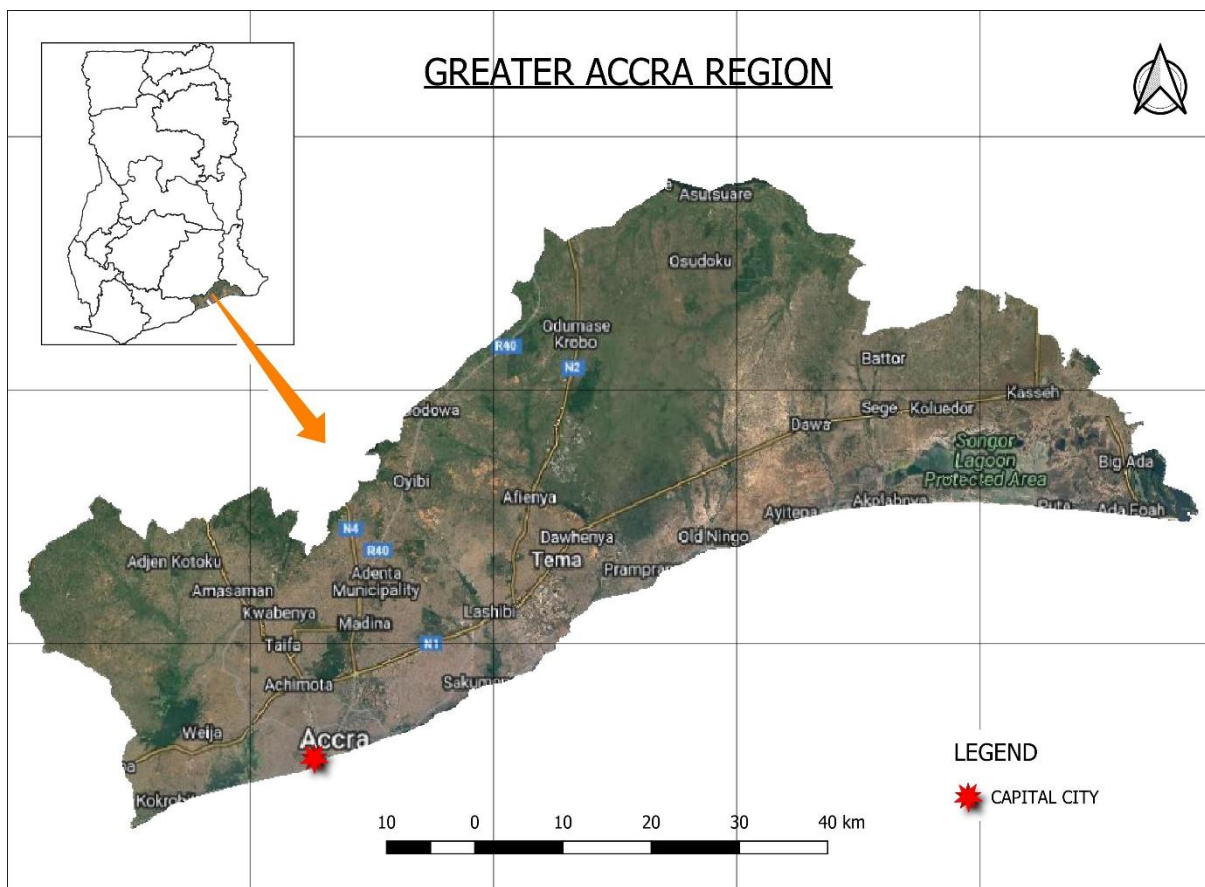 GREATER ACCRA REGION
Asutsuare
Osudoku
R40
Odumase
Krobo
N2
Battor
Kasseh
Sege
Koluedor
Dawa
Songor
Lagoon
Protected Area
Big Ada
Oyibi
Afienya
Ayitepa
Ada Foah
N4
R40
Dawhenya
Old Ningo
Adjen Kotoku
Tema
Adenta
Municipality
Amasaman
Kwabenya
Lashibi
Madina
Taifa
N1
Achimota
Weija
Accra
LEGEND
CAPITAL CITY
10 0 10 20 30 40 km